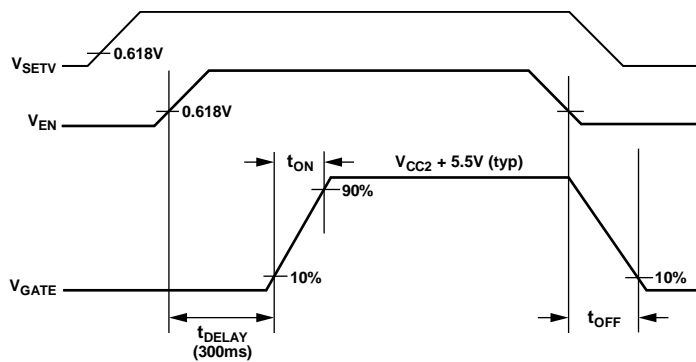 0.618V
VSETV
0.618V
VEN
tON
VCC2 + 5.5V (typ)
90%
10%
10%
VGATE
tDELAY
(300ms)
tOFF